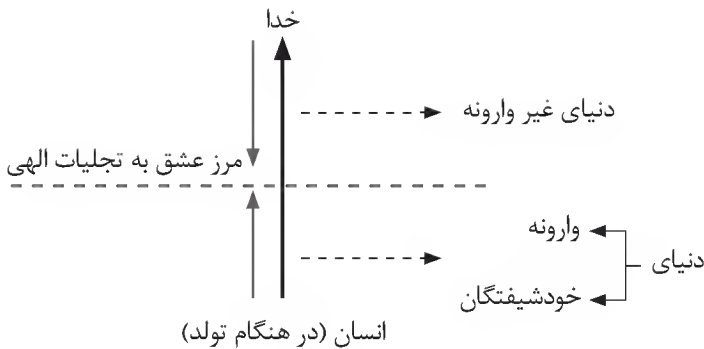 خدا
دنیای غیر وارونه
مرز عشق به تجلیات الهی
وارونه
دنیای
خودشیفتگان
انسان (در هنگام تولد)